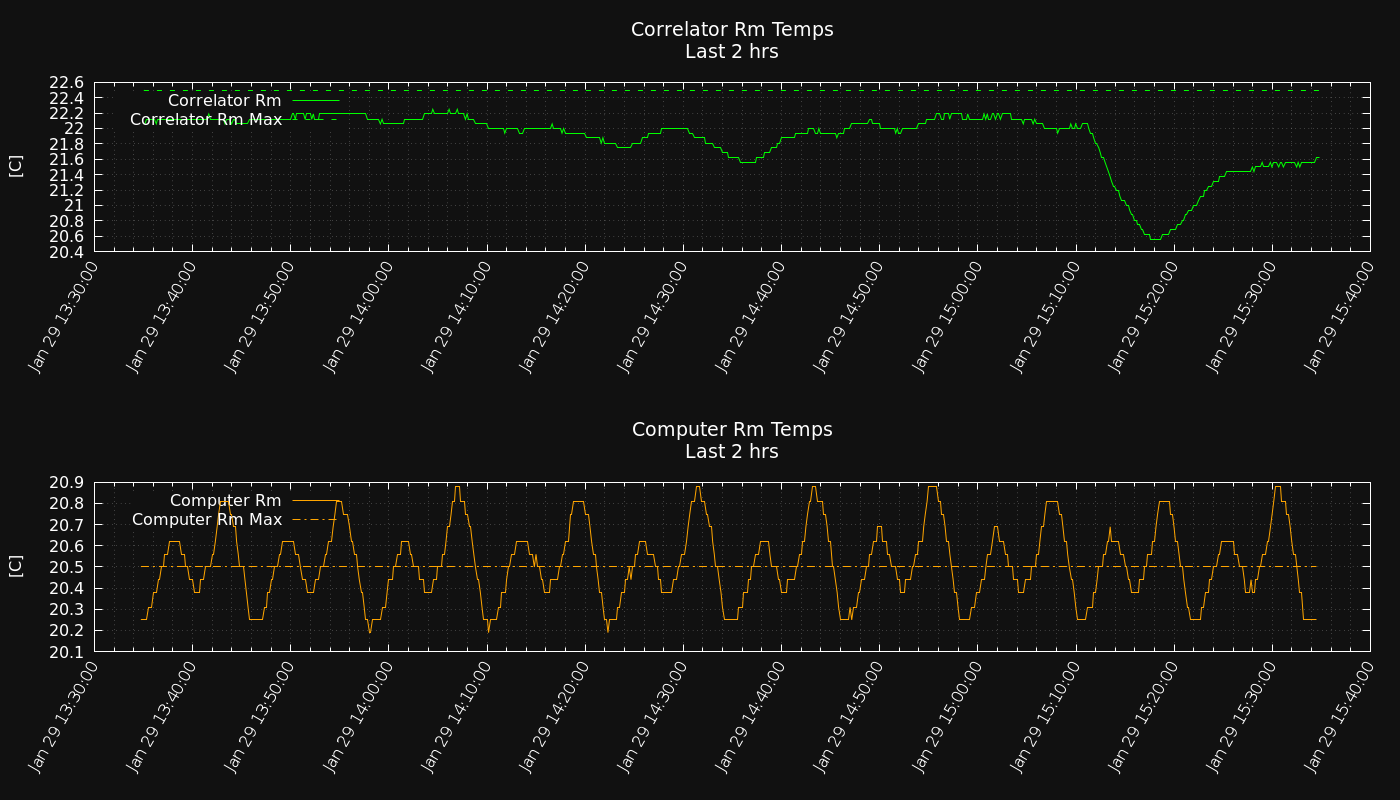 Correlator Rm Temps
Last 2 hrs
[C]
22.6
22.4
22.2
22
21.8
21.6
21.4
21.2
21
20.8
20.6
20.4
Correlator Rm
Correlator Rm Max
Jan 29 13:30:00
Jan 29 13:40:00
Jan 29 13:50:00
Jan 29 14:00:00
Jan 29 14:10:00
Jan 29 14:20:00
Jan 29 14:30:00
Jan 29 14:40:00
Jan 29 14:50:00
Jan 29 15:00:00
Jan 29 15:10:00
Jan 29 15:20:00
Jan 29 15:30:00
Jan 29 15:40:00
Computer Rm Temps
Last 2 hrs
[C]
20.9
20.8
20.7
20.6
20.5
20.4
20.3
20.2
20.1
Computer Rm
Computer Rm Max
Jan 29 13:30:00
Jan 29 13:40:00
Jan 29 13:50:00
Jan 29 14:00:00
Jan 29 14:10:00
Jan 29 14:20:00
Jan 29 14:30:00
Jan 29 14:40:00
Jan 29 14:50:00
Jan 29 15:00:00
Jan 29 15:10:00
Jan 29 15:20:00
Jan 29 15:30:00
Jan 29 15:40:00